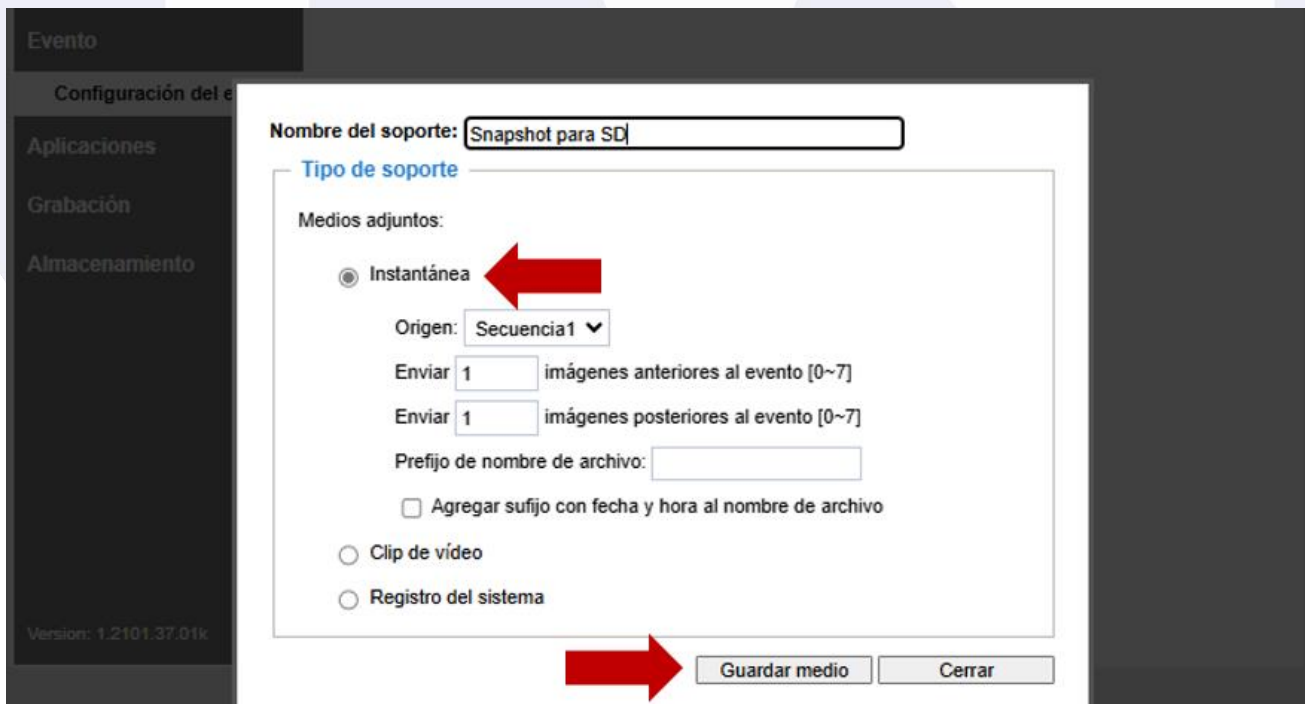 Evento
Configuración del e
Nombre del soporte: Snapshot para SD
Aplicaciones
Tipo de soporte
Grabación
Medios adjuntos:
Almacenamiento
Instantánea
Origen: Secuencia1
Enviar 1 imágenes anteriores al evento [0~7]
Enviar 1 imágenes posteriores al evento [0~7]
Prefijo de nombre de archivo:
Agregar sufijo con fecha y hora al nombre de archivo
Clip de vídeo
Registro del sistema
Version: 1.2101.37.01k
Guardar medio Cerrar